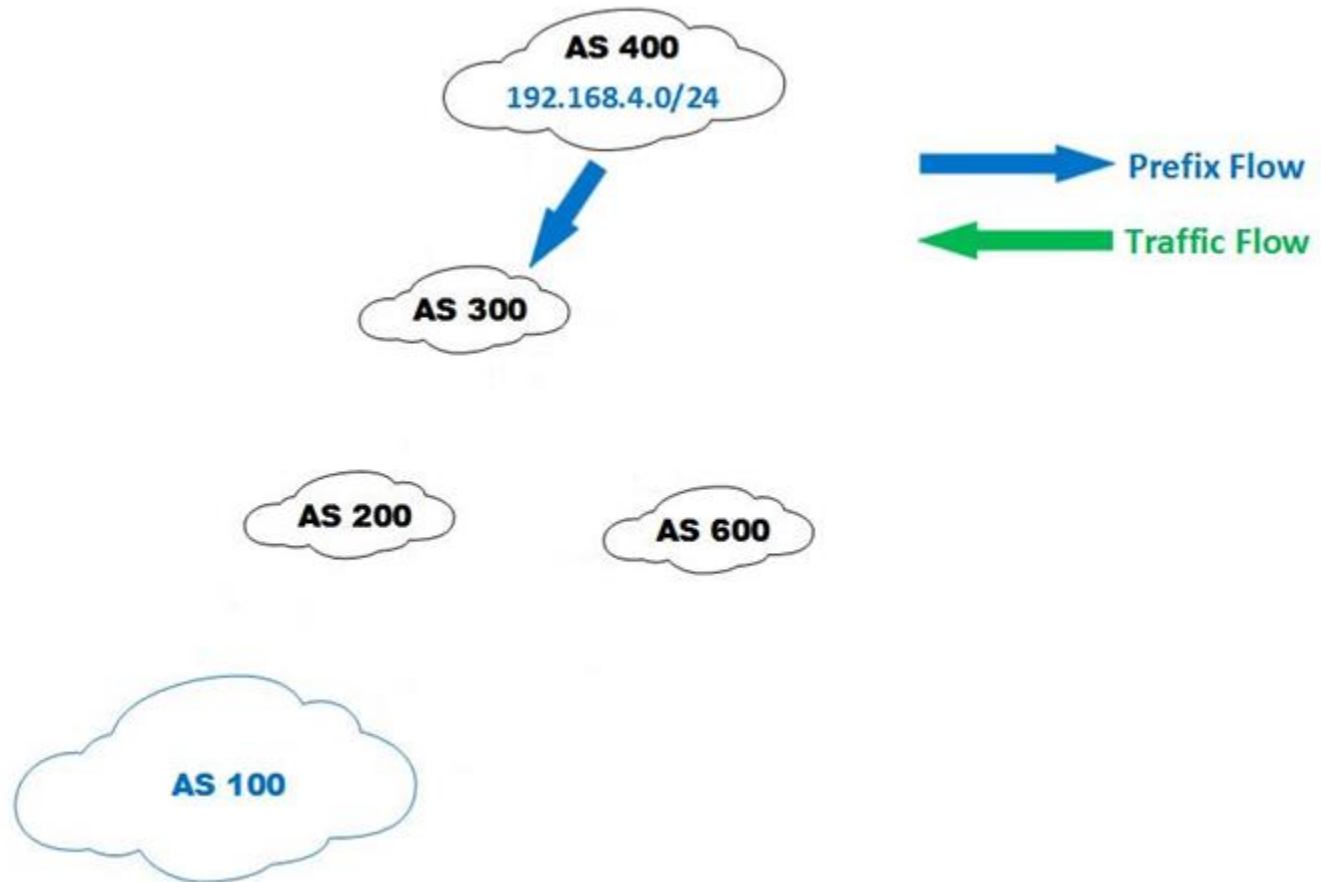 AS 400
192.168.4.0/24
Prefix Flow
Traffic Flow
AS 300
AS 200
AS 600
AS 100